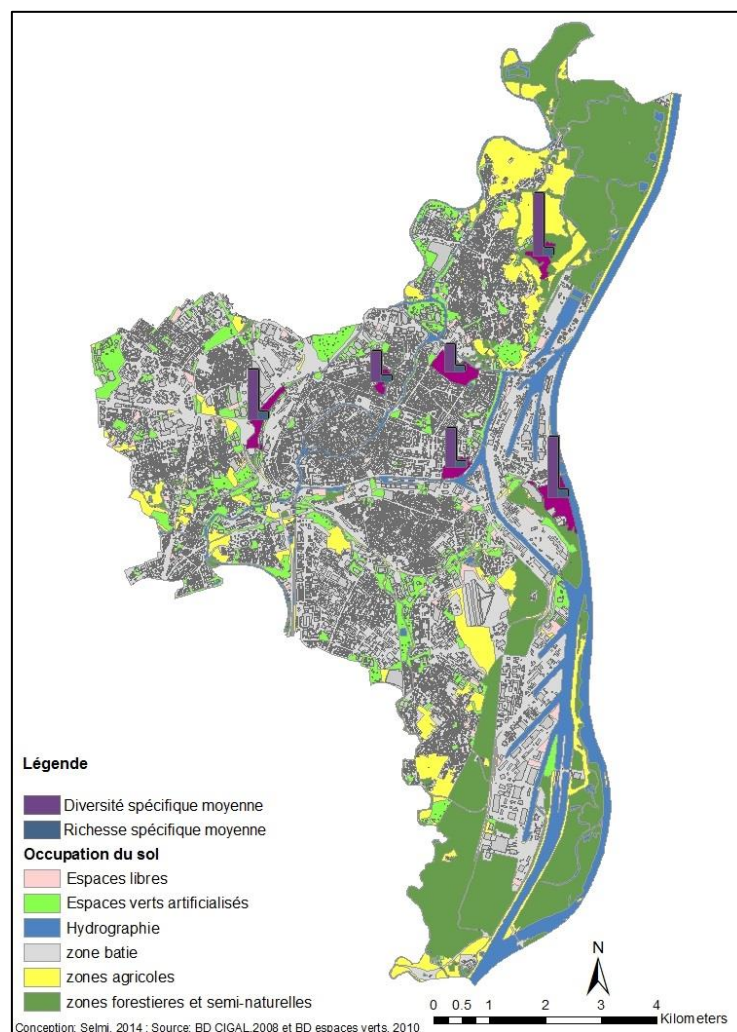 Légende
Diversité spécifique moyenne
Richesse spécifique moyenne
Occupation du sol
Espaces libres
Espaces verts artificialisés
Hydrographie
zone batie
zones agricoles
zones forestieres et semi-naturelles
N
0 0.5 1 2 3 4
Kilometers
Conception: Selmi, 2014 ; Source: BD CIGAL,2008 et BD espaces verts, 2010